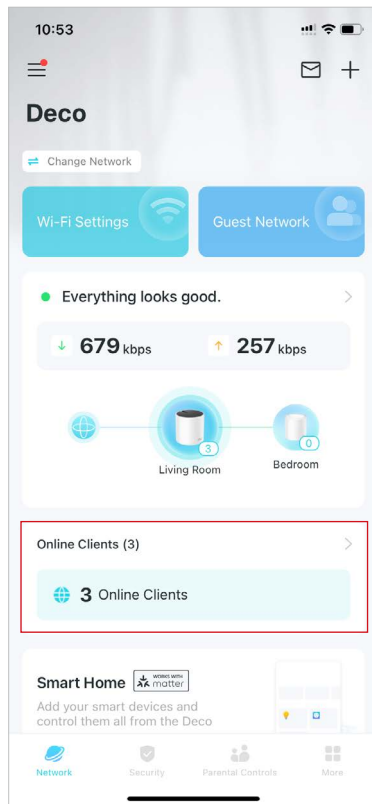 10:53
Deco
Change Network
Wi-Fi Settings
Guest Network
Everything looks good.
679 kbps
257 kbps
3
0
Living Room
Bedroom
Online Clients (3)
3 Online Clients
Smart Home
WORKS WITH
matter
Add your smart devices and
control them all from the Deco
Network
Security
Parental Controls
More